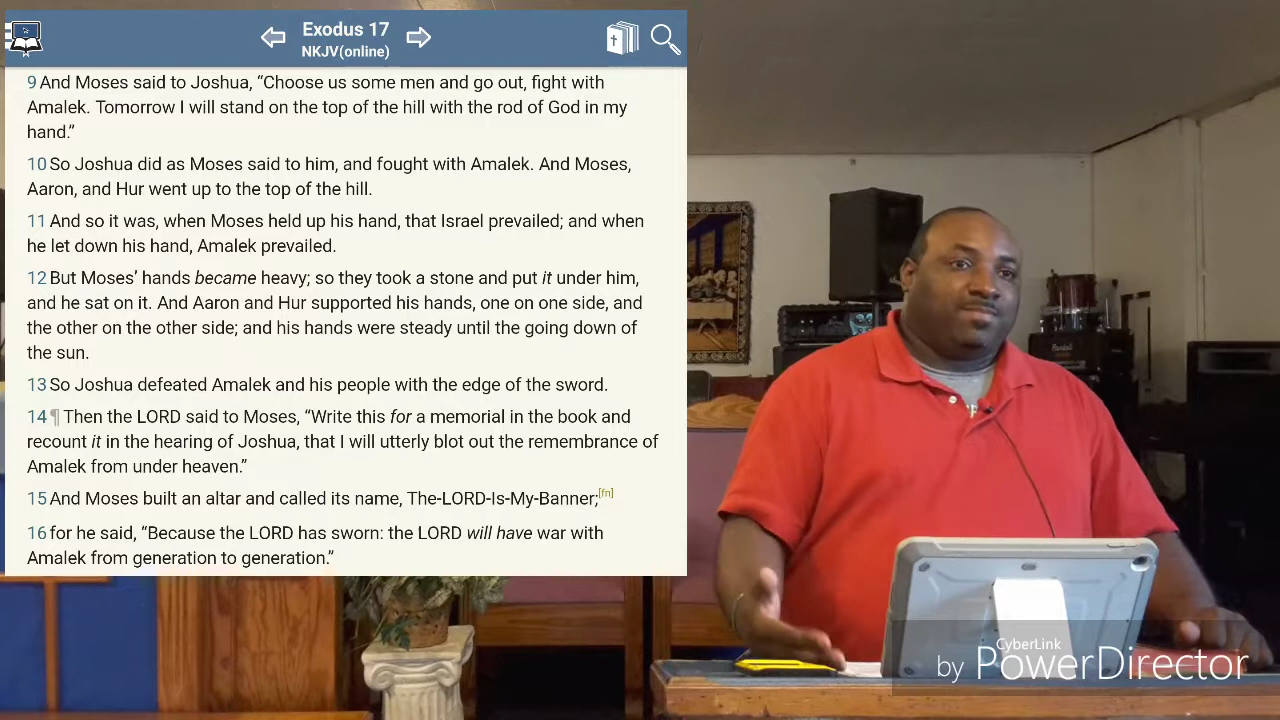 Exodus 17
NKJV(online)
9 And Moses said to Joshua, “Choose us some men and go out, fight with
Amalek. Tomorrow I will stand on the top of the hill with the rod of God in my
hand.”
10 So Joshua did as Moses said to him, and fought with Amalek. And Moses,
Aaron, and Hur went up to the top of the hill.
11 And so it was, when Moses held up his hand, that Israel prevailed; and when
he let down his hand, Amalek prevailed.
12 But Moses’ hands became heavy; so they took a stone and put it under him,
and he sat on it. And Aaron and Hur supported his hands, one on one side, and
the other on the other side; and his hands were steady until the going down of
the sun.
13 So Joshua defeated Amalek and his people with the edge of the sword.
14 ¶ Then the LORD said to Moses, “Write this for a memorial in the book and
recount it in the hearing of Joshua, that I will utterly blot out the remembrance of
Amalek from under heaven.”
15 And Moses built an altar and called its name, The-LORD-Is-My-Banner;[fn]
16 for he said, “Because the LORD has sworn: the LORD will have war with
Amalek from generation to generation.”
Randall
CyberLink
by PowerDirector